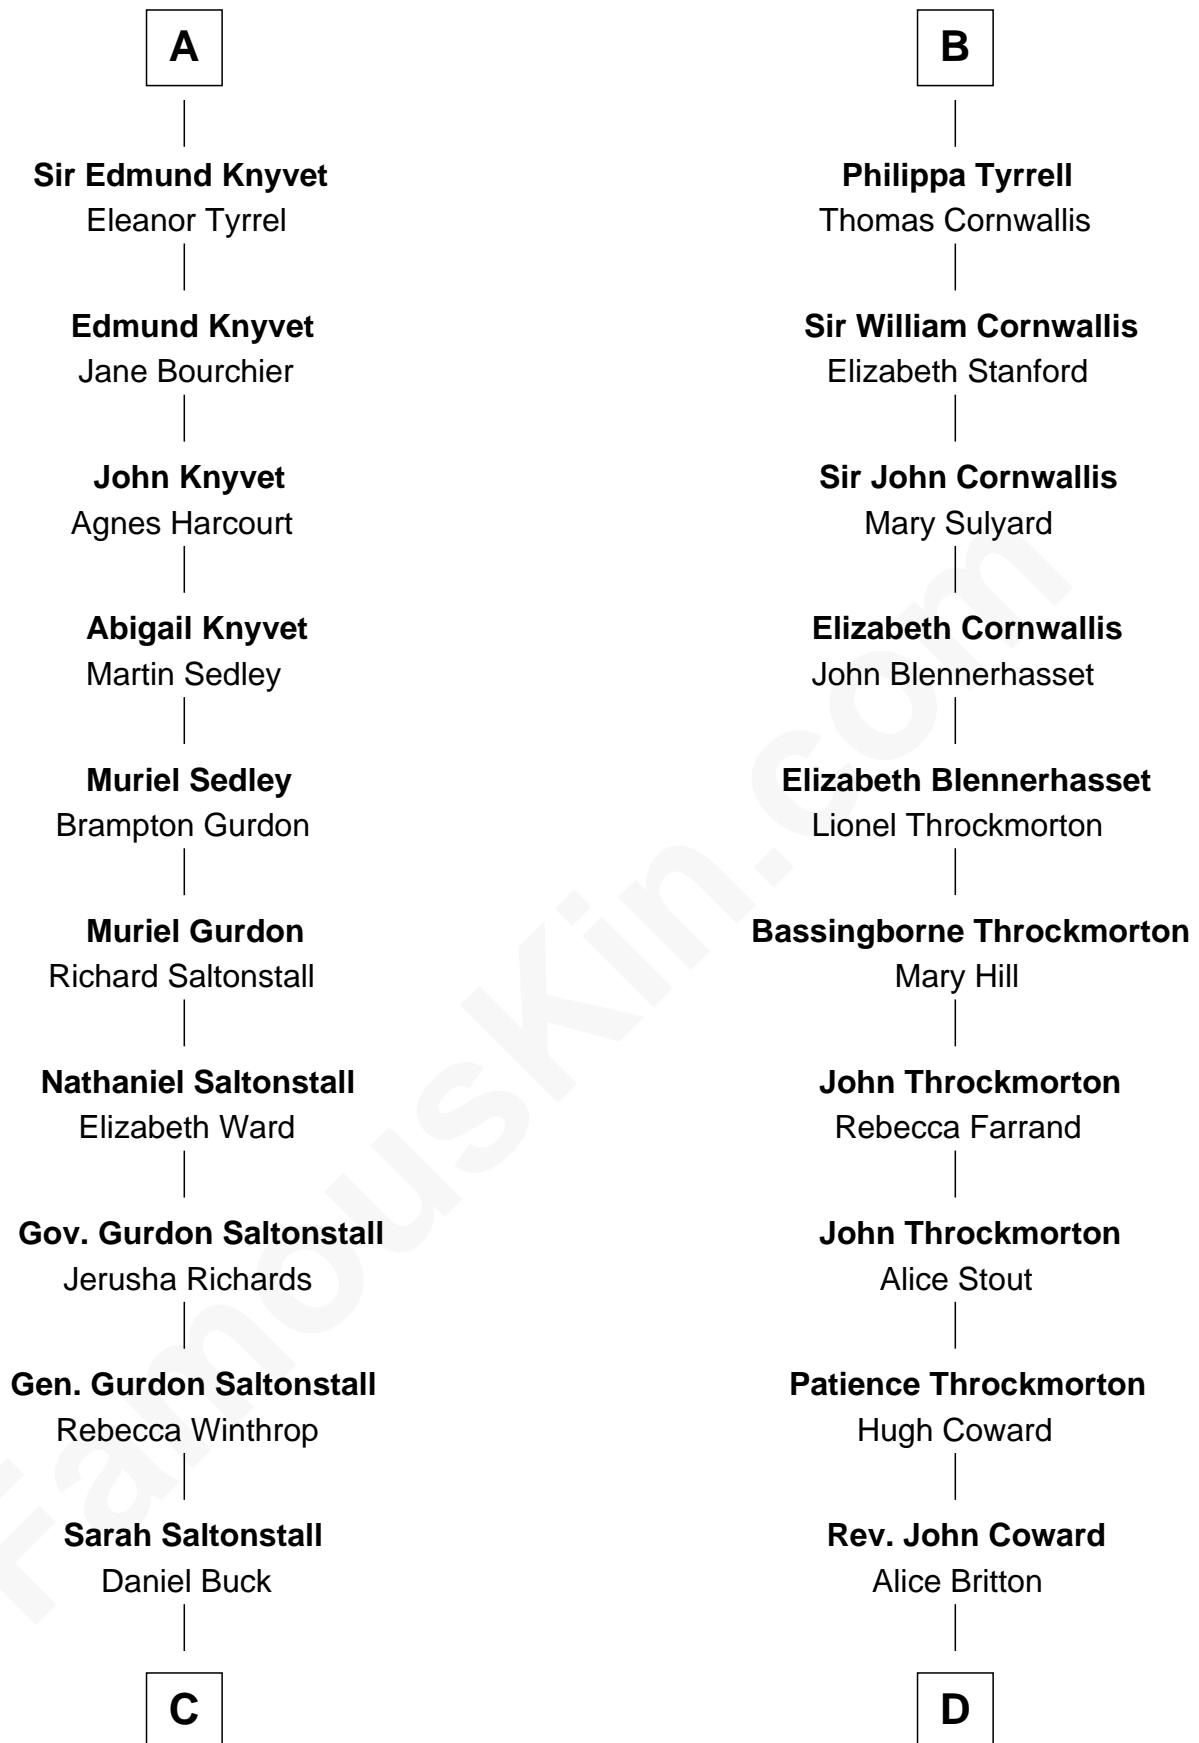 A
Sir Edmund Knyvet
Eleanor Tyrrel
Edmund Knyvet
Jane Bourchier
John Knyvet
Agnes Harcourt
Abigail Knyvet
Martin Sedley
Muriel Sedley
Brampton Gurdon
Muriel Gurdon
Richard Saltonstall
Nathaniel Saltonstall
Elizabeth Ward
Gov. Gurdon Saltonstall
Jerusha Richards
Gen. Gurdon Saltonstall
Rebecca Winthrop
Sarah Saltonstall
Daniel Buck
C
B
Philippa Tyrrell
Thomas Cornwallis
Sir William Cornwallis
Elizabeth Stanford
Sir John Cornwallis
Mary Sulyard
Elizabeth Cornwallis
John Blennerhasset
Elizabeth Blennerhasset
Lionel Throckmorton
Bassingborne Throckmorton
Mary Hill
John Throckmorton
Rebecca Farrand
John Throckmorton
Alice Stout
Patience Throckmorton
Hugh Coward
Rev. John Coward
Alice Britton
D
FamousKin.com